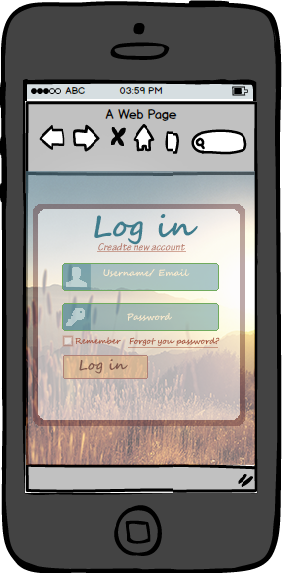 ABC 03:59 PM
A Web Page
Log in
Creadte new account
Username/ Email
Password
Remember Forgot you password?
Log in